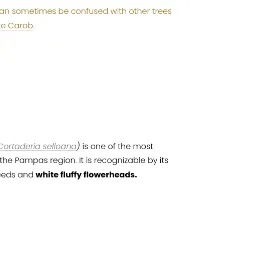 an sometimes be confused with other trees
e Carob.
Cortaderia selloana) is one of the most
the Pampas region. It is recognizable by its
eeds and white fluffy flowerheads.